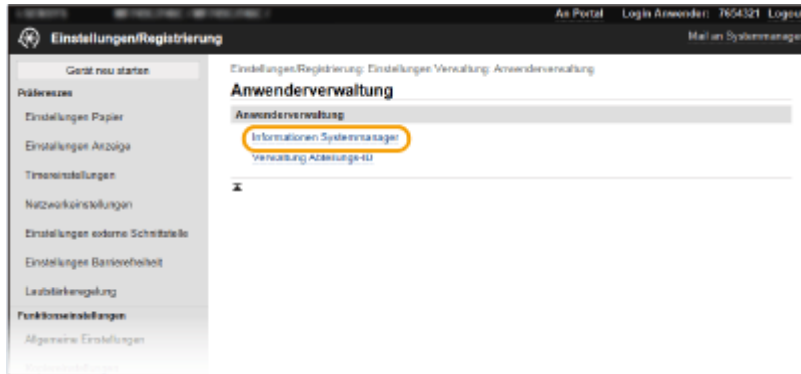 An Portal Login Anwender: 7654321 Logou
Einstellungen/Registrierung Mail an Systemmanage
Gerät neu starten
Präferenzen
Einstellungen Papier
Einstellungen Anzeige
Timereinstellungen
Netzwerkeinstellungen
Einstellungen externe Schnittstelle
Einstellungen Barrierefreiheit
Lautstärkeregelung
Funktionseinstellungen
Allgemeine Einstellungen
Einstellungen/Registrierung: Einstellungen Verwaltung: Anwenderverwaltung
Anwenderverwaltung
Anwenderverwaltung
Informationen Systemmanager
Verwaltung Abteilungs-ID